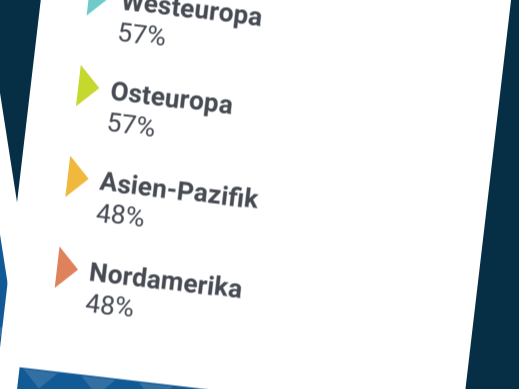 Westeuropa
57%
Osteuropa
57%
Asien-Pazifik
48%
Nordamerika
48%